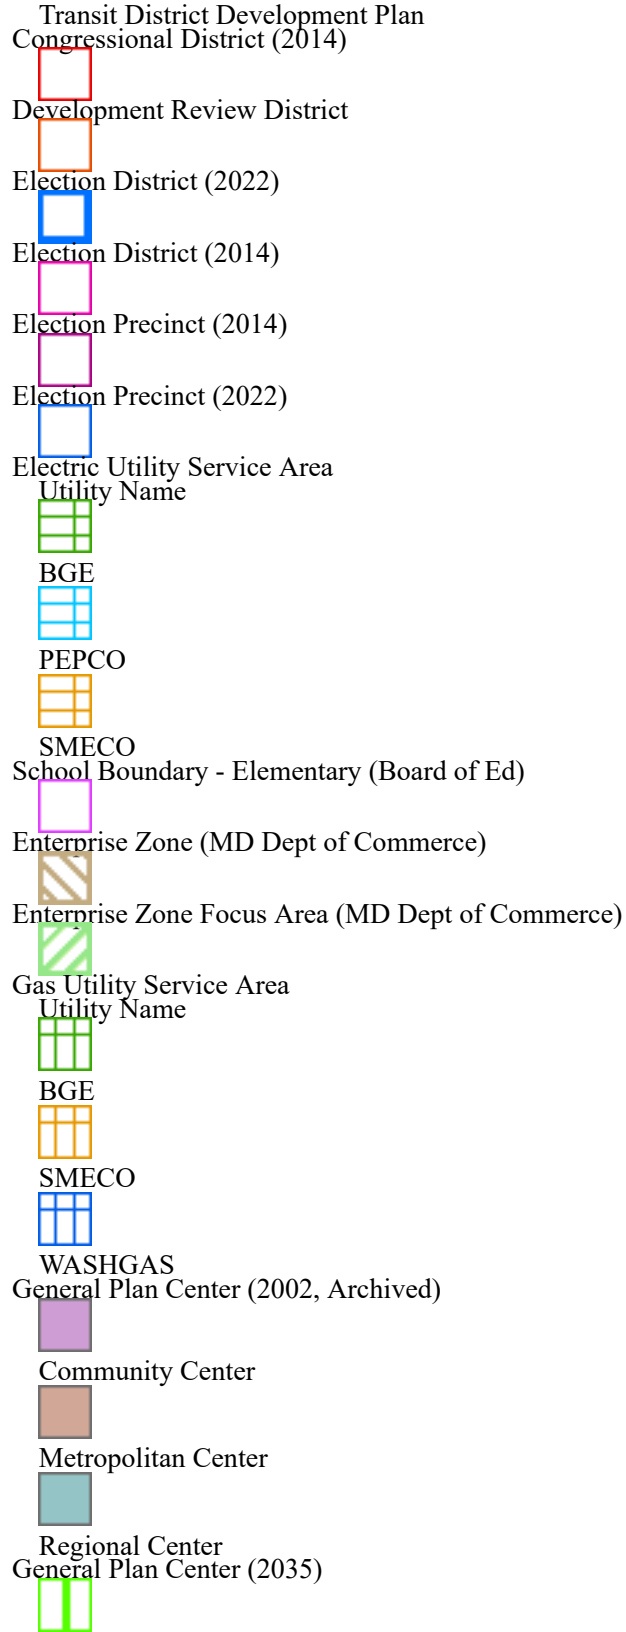 Transit District Development Plan
Congressional District (2014)
Development Review District
Election District (2022)
Election District (2014)
Election Precinct (2014)
Election Precinct (2022)
Electric Utility Service Area
Utility Name
BGE
PEPCO
SMECO
School Boundary - Elementary (Board of Ed)
Enterprise Zone (MD Dept of Commerce)
Enterprise Zone Focus Area (MD Dept of Commerce)
Gas Utility Service Area
Utility Name
BGE
SMECO
WASHGAS
General Plan Center (2002, Archived)
Community Center
Metropolitan Center
Regional Center
General Plan Center (2035)